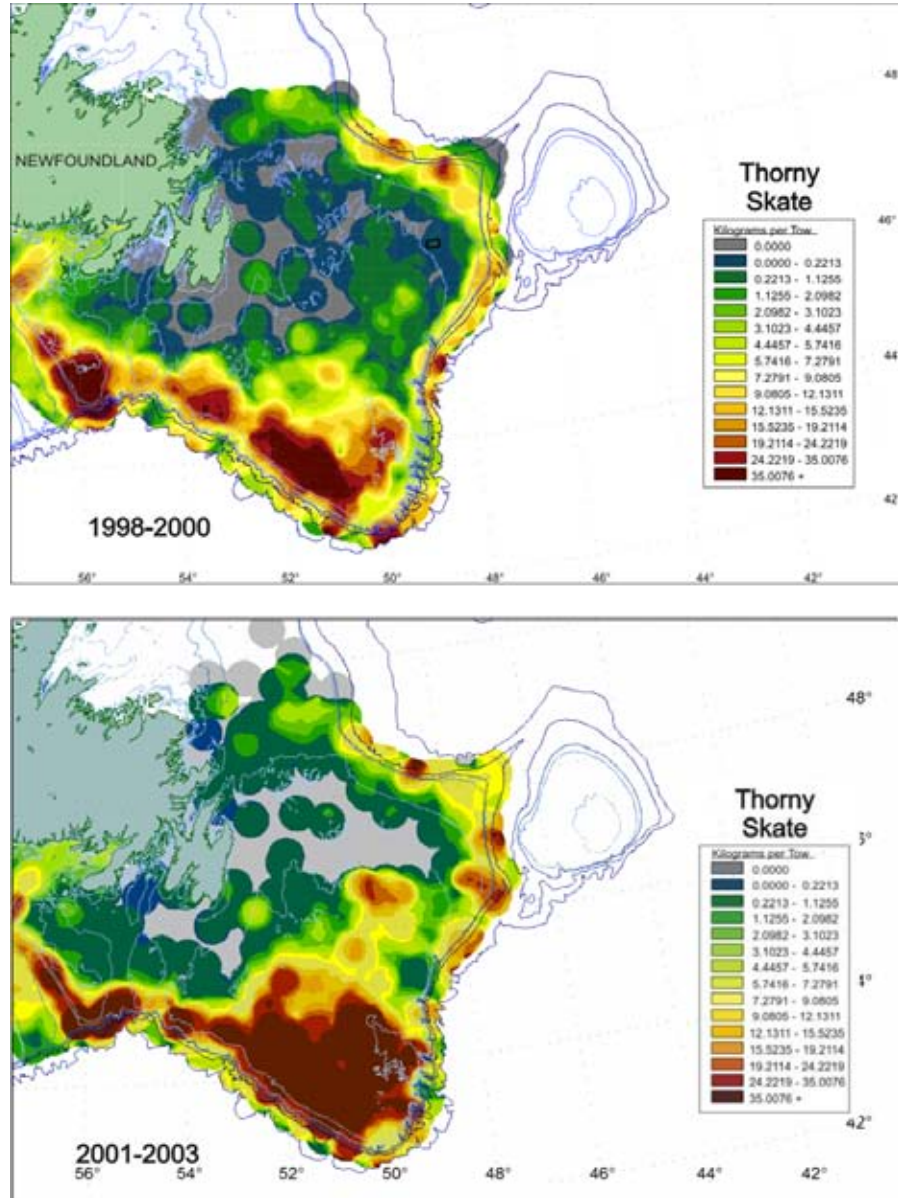 48
NEWFOUNDLAND
Thorny
Skate
46°
Kilograms per Tow
0.0000
0.0000 - 0.2213
0.2213 - 1.1255
1.1255 - 2.0982
2.0982 - 3.1023
3.1023 - 4.4457
4.4457 - 5.7416
5.7416 - 7.2791
7.2791 - 9.0805
9.0805 - 12.1311
12.1311 - 15.5235
15.5235 - 19.2114
19.2114 - 24.2219
24.2219 - 35.0076
35.0076 +
44°
42°
1998-2000
56° 54° 52° 50° 48° 46° 44° 42°
48°
Thorny
Skate
5°
Kilograms per Tow
0.0000
0.0000 - 0.2213
0.2213 - 1.1255
1.1255 - 2.0982
2.0982 - 3.1023
3.1023 - 4.4457
4.4457 - 5.7416
5.7416 - 7.2791
7.2791 - 9.0805
9.0805 - 12.1311
12.1311 - 15.5235
15.5235 - 19.2114
19.2114 - 24.2219
24.2219 - 35.0076
35.0076 +
4°
42°
2001-2003
56° 54° 52° 50° 48° 46° 44° 42°